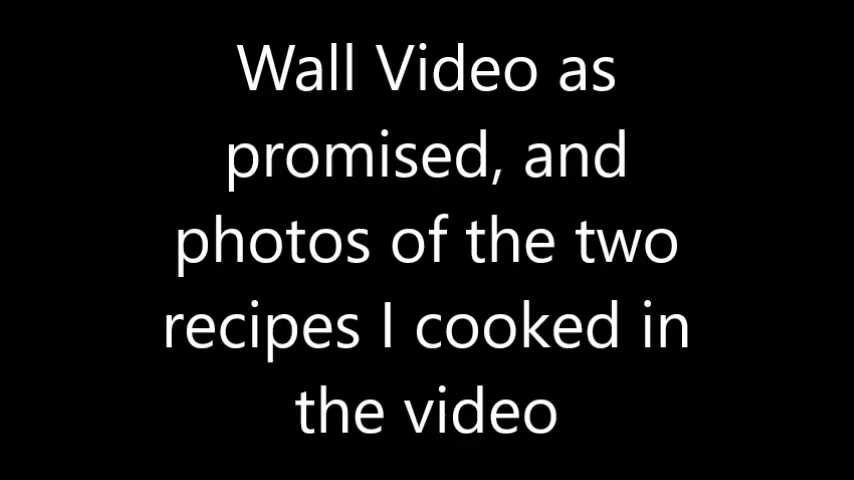 Wall Video as
promised, and
photos of the two
recipes I cooked in
the video